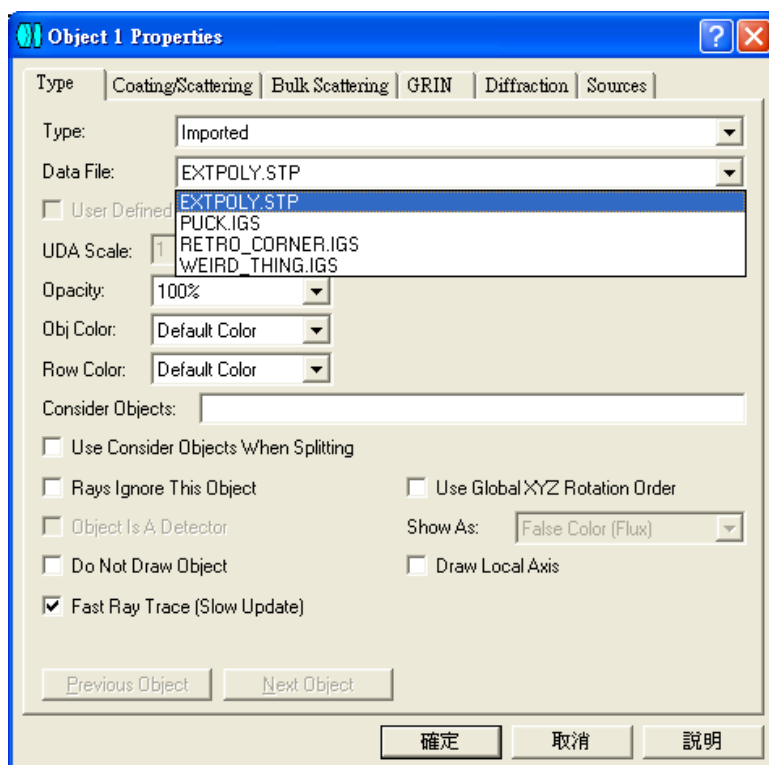 Object 1 Properties
Type Coating/Scattering Bulk Scattering GRIN Diffraction Sources
Type: Imported
Data File: EXTPOLY.STP
EXTPOLY.STP
User Defined
PUCK.IGS
RETRO_CORNER.IGS
UDA Scale: 1
WEIRD_THING.IGS
Opacity: 100%
Obj Color: Default Color
Row Color: Default Color
Consider Objects:
Use Consider Objects When Splitting
Rays Ignore This Object Use Global XYZ Rotation Order
Object Is A Detector Show As: False Color (Flux)
Do Not Draw Object Draw Local Axis
Fast Ray Trace (Slow Update)
Previous Object Next Object
確定 取消 說明